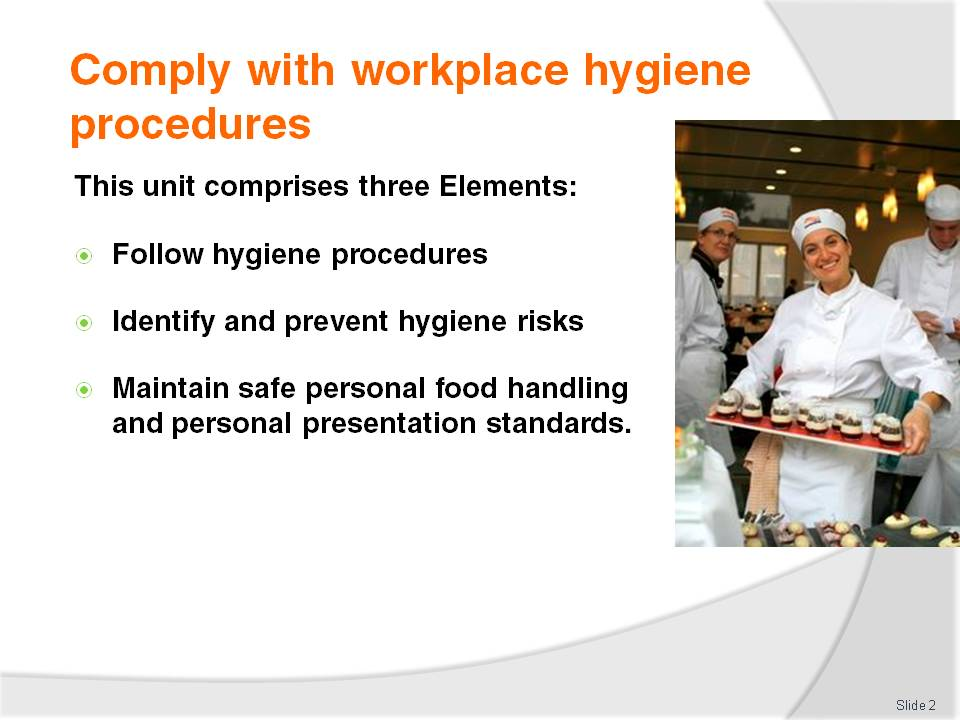 Comply with workplace hygiene
procedures
This unit comprises three Elements:
Follow hygiene procedures
Identify and prevent hygiene risks
Maintain safe personal food handling
and personal presentation standards.
Slide 2